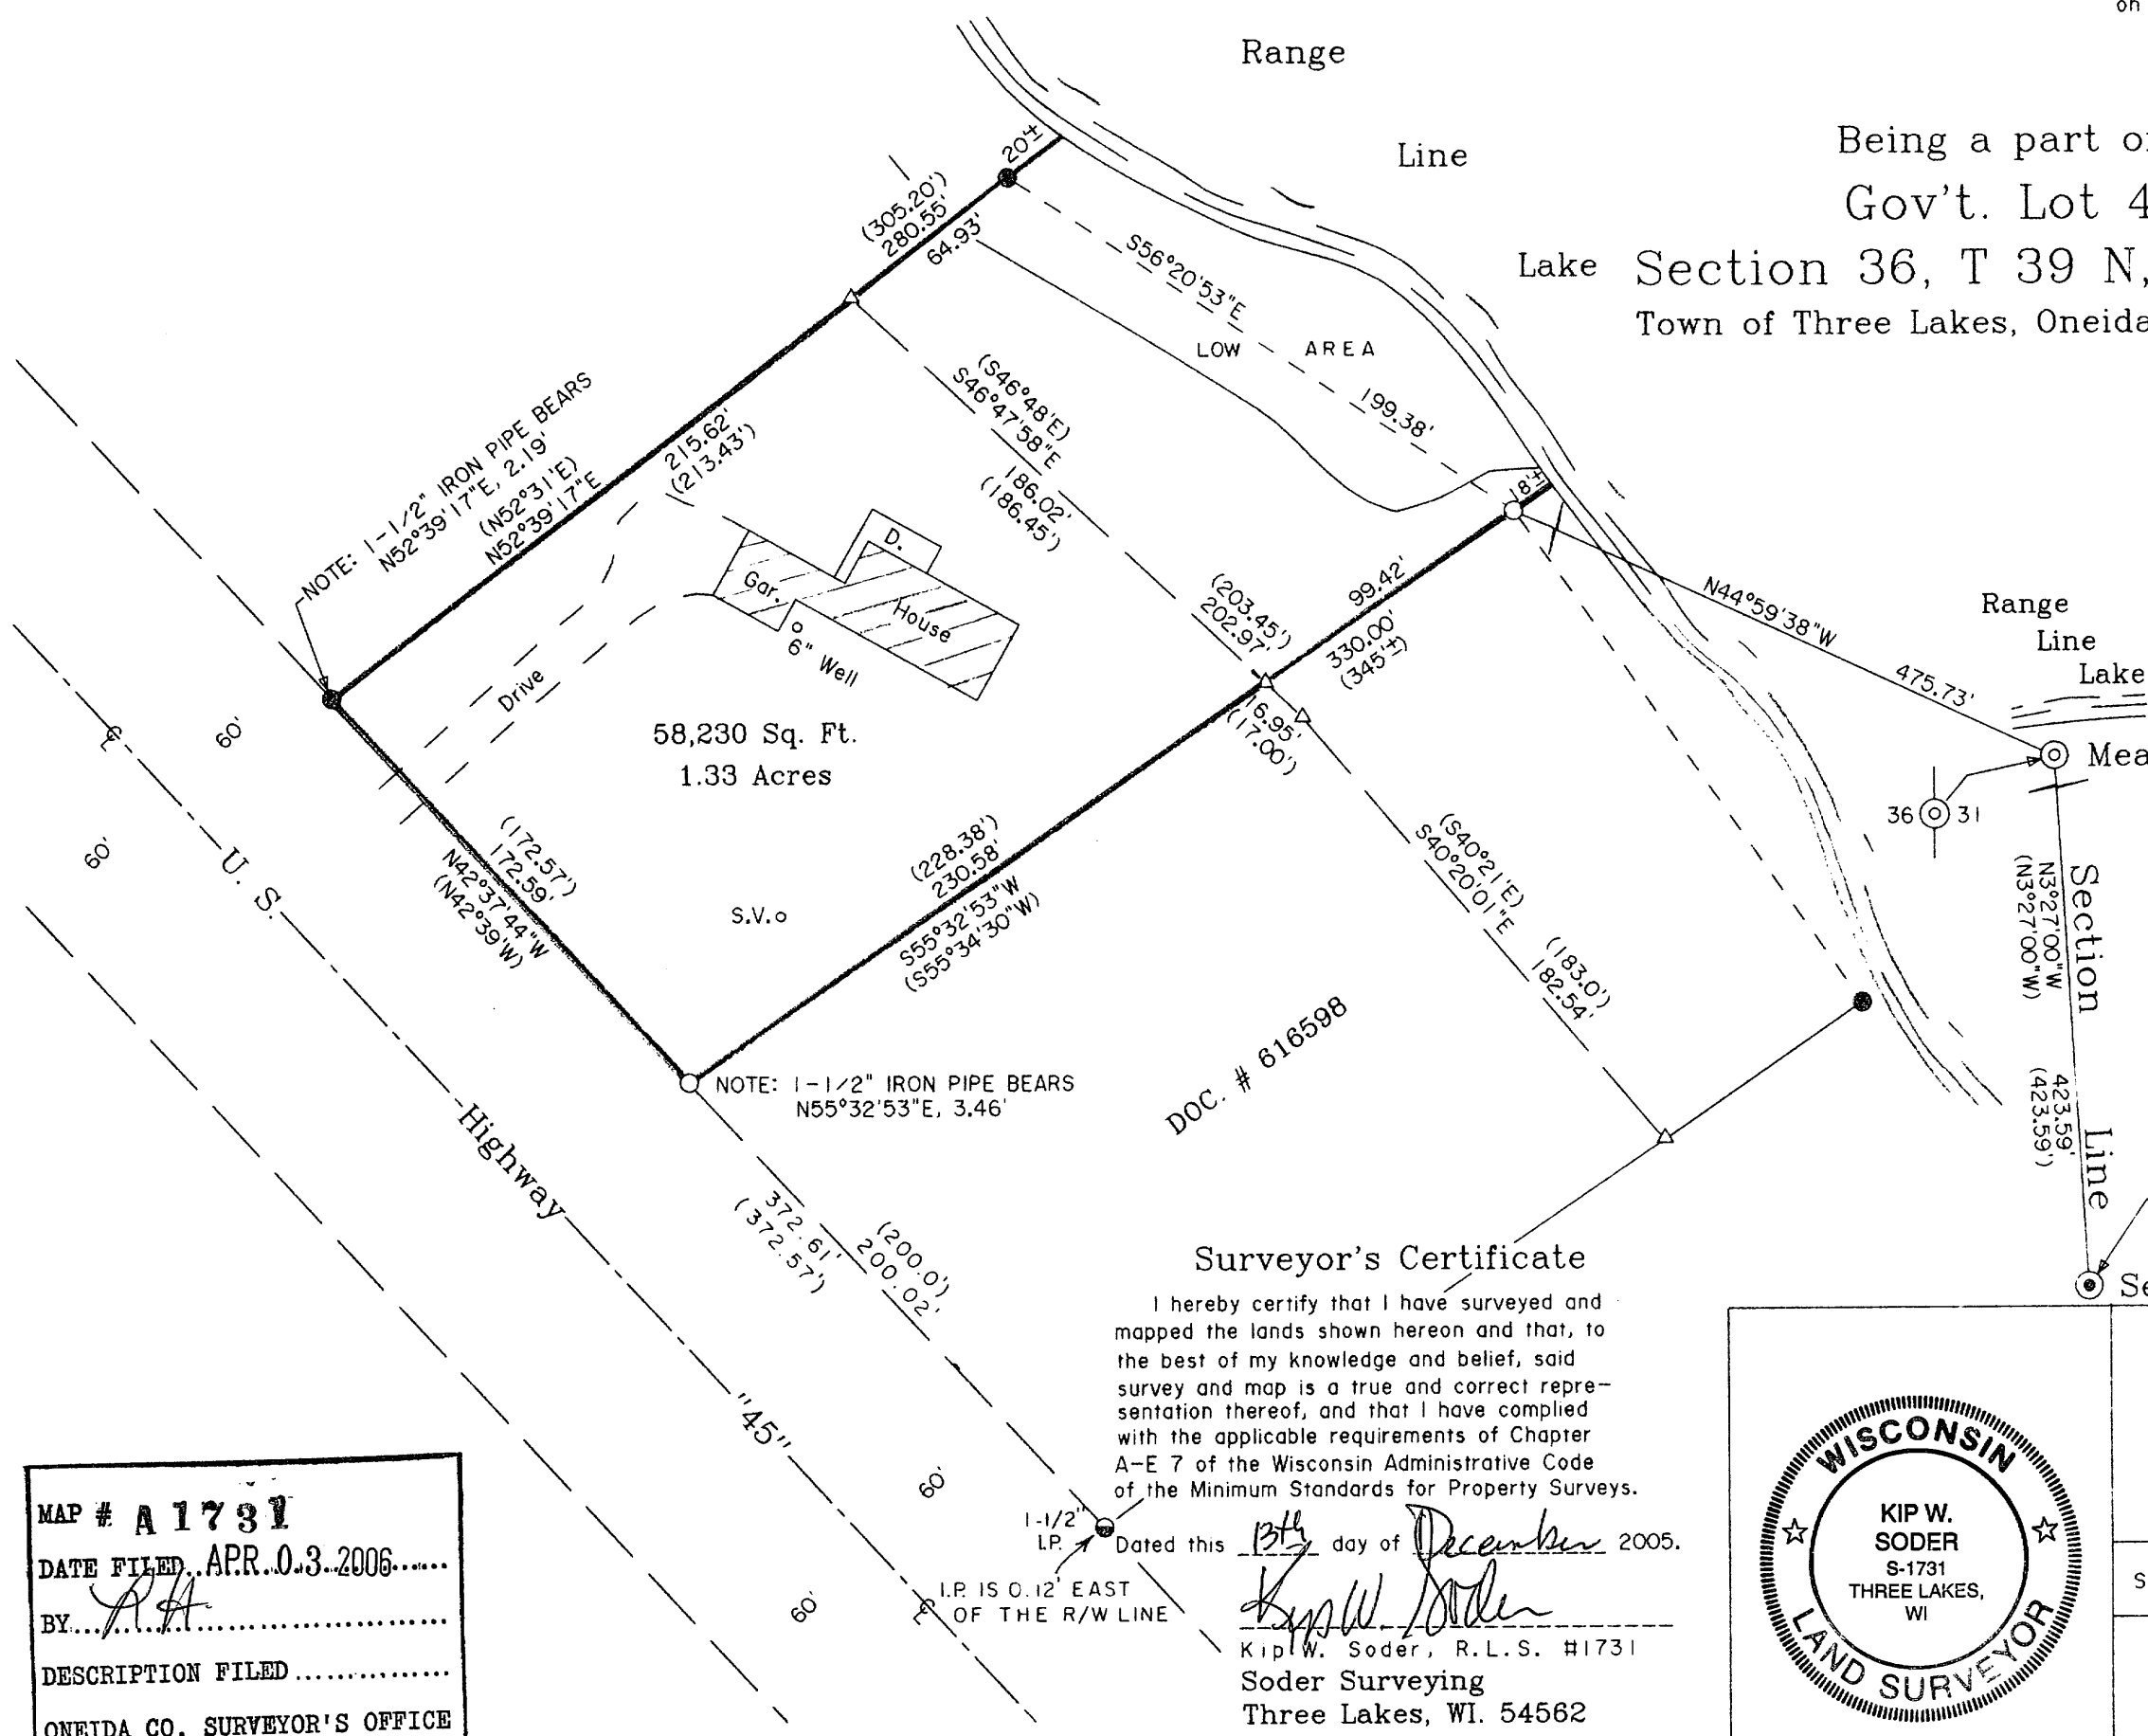 on
Range
Line
Lake
Being a part of
Gov't. Lot 4
Section 36, T 39 N,
Town of Three Lakes, Oneida
20'±
(305.20')
280.55'
64.93'
S56°20'53"E
199.38'
LOW AREA
18'±
NOTE: 1-1/2" IRON PIPE BEARS
N52°39'17"E, 2.19'
(N52°31'E)
N52°39'17"E
215.62'
(213.43')
(S46°48'E)
S46°47'58"E
186.02'
(186.45')
(203.45')
202.97'
99.42'
330.00'
(345'±)
16.95'
(17.00')
N44°59'38"W
475.73'
Range
Line
Lake
Mea
36 31
N3°27'00"W
(N3°27'00"W)
Section
Line
423.59'
(423.59')
Se
D.
Gar.
House
6" Well
Drive
58,230 Sq. Ft.
1.33 Acres
S.V.
60'
60'
℄
U. S.
Highway
"45"
(172.57')
172.59'
N42°37'44"W
(N42°39'W)
(228.38')
230.58'
S55°32'53"W
(S55°34'30"W)
(S40°21'E)
S40°20'01"E
(183.0')
182.54'
NOTE: 1-1/2" IRON PIPE BEARS
N55°32'53"E, 3.46'
DOC. # 616598
372.61'
(372.57')
(200.0')
200.02'
60'
60'
℄
1-1/2"
I.P.
I.P. IS 0.12' EAST
OF THE R/W LINE
Surveyor's Certificate
I hereby certify that I have surveyed and
mapped the lands shown hereon and that, to
the best of my knowledge and belief, said
survey and map is a true and correct repre-
sentation thereof, and that I have complied
with the applicable requirements of Chapter
A-E 7 of the Wisconsin Administrative Code
of the Minimum Standards for Property Surveys.
Dated this 13th day of December 2005.
Kip W. Soder
Kip W. Soder, R.L.S. #1731
Soder Surveying
Three Lakes, WI. 54562
MAP # A 1731
DATE FILED..APR. 0.3. 2006......
BY....RH....
DESCRIPTION FILED ...............
ONEIDA CO. SURVEYOR'S OFFICE
WISCONSIN
KIP W.
SODER
S-1731
THREE LAKES,
WI
LAND SURVEYOR
S